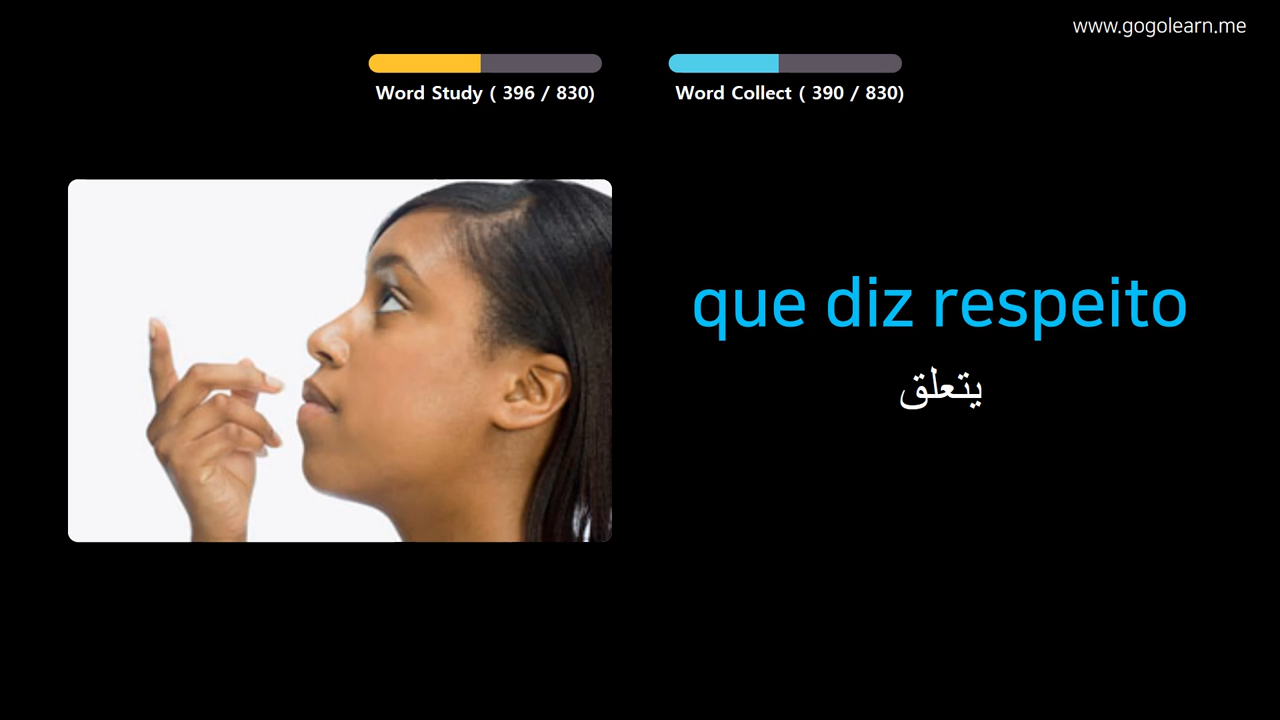 www.gogolearn.me
Word Study ( 396 / 830)
Word Collect ( 390 / 830)
que diz respeito
يتعلق